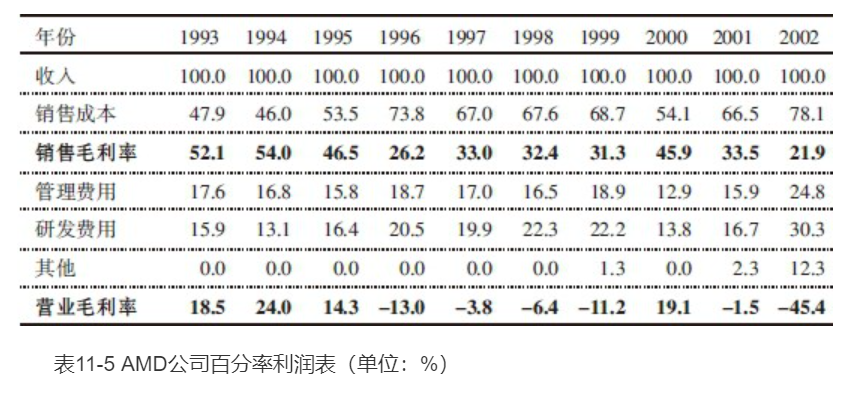 年份 1993 1994 1995 1996 1997 1998 1999 2000 2001 2002
收入 100.0 100.0 100.0 100.0 100.0 100.0 100.0 100.0 100.0 100.0
销售成本 47.9 46.0 53.5 73.8 67.0 67.6 68.7 54.1 66.5 78.1
销售毛利率 52.1 54.0 46.5 26.2 33.0 32.4 31.3 45.9 33.5 21.9
管理费用 17.6 16.8 15.8 18.7 17.0 16.5 18.9 12.9 15.9 24.8
研发费用 15.9 13.1 16.4 20.5 19.9 22.3 22.2 13.8 16.7 30.3
其他 0.0 0.0 0.0 0.0 0.0 0.0 1.3 0.0 2.3 12.3
营业毛利率 18.5 24.0 14.3 –13.0 –3.8 –6.4 –11.2 19.1 –1.5 –45.4
表11-5 AMD公司百分率利润表（单位：%）